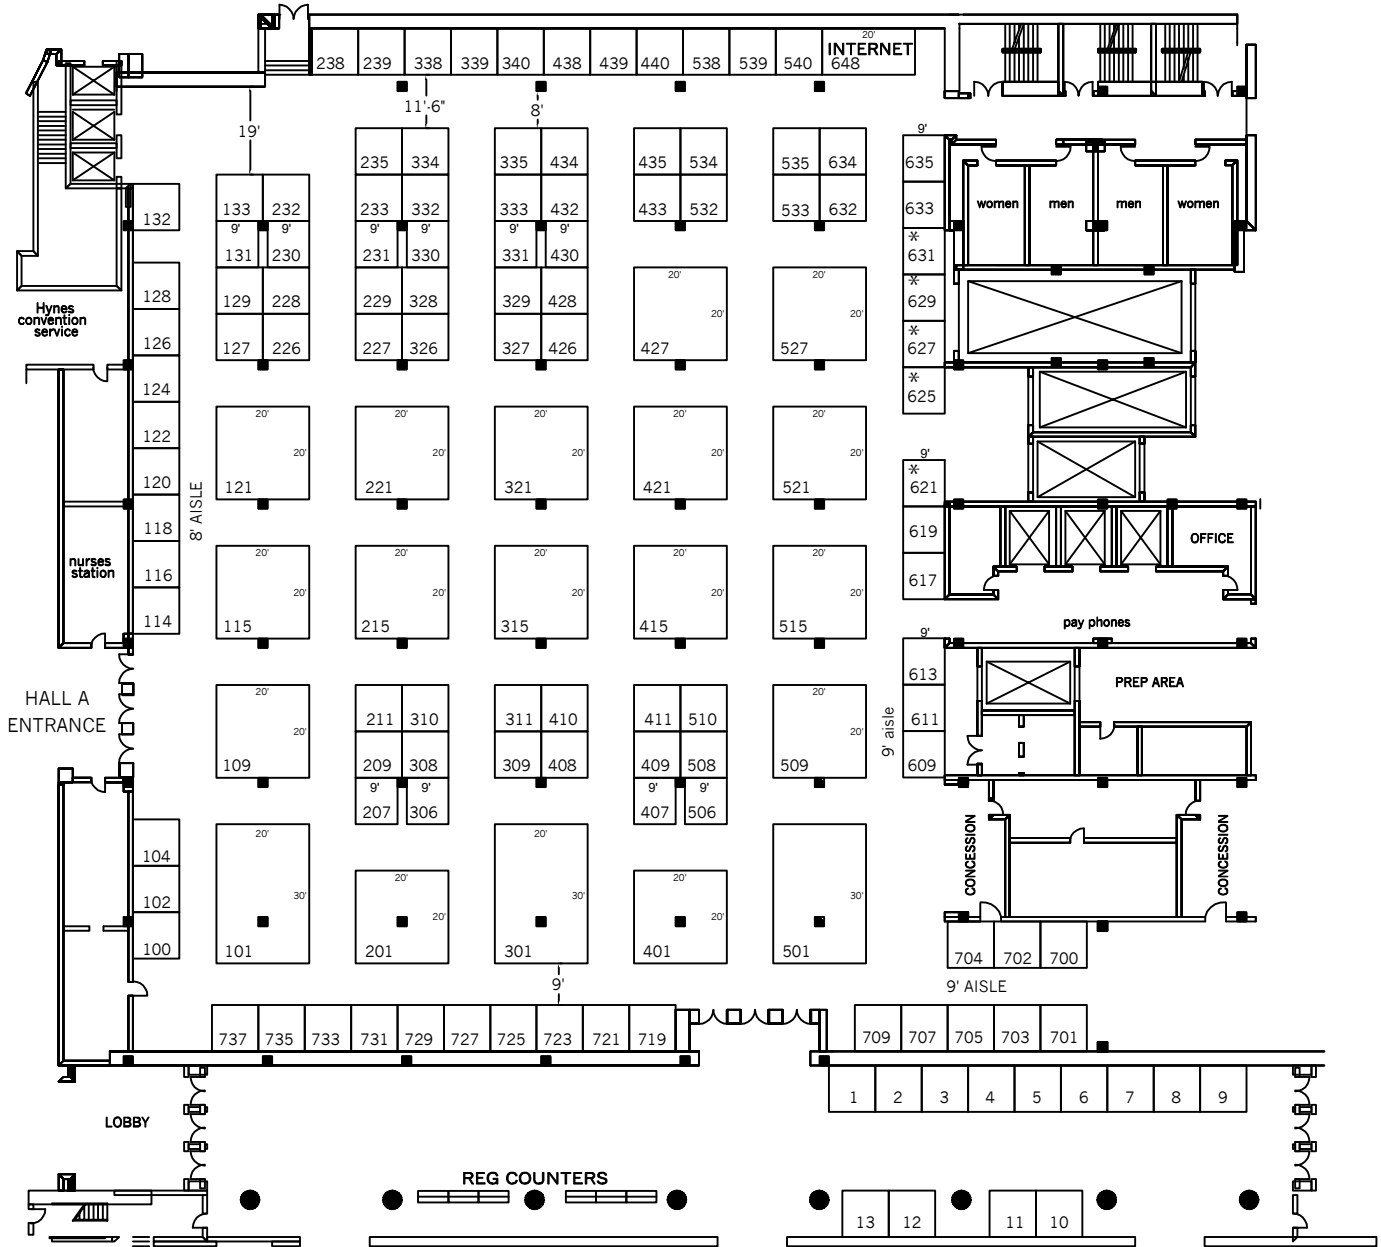 20'
INTERNET
238 239 338 339 340 438 439 440 538 539 540 648
11'-6"
8'
19'
9'
235 334 335 434 435 534 535 634 635
133 232 233 332 333 432 433 532 533 632 633
132
women men men women
9' 9' 9' 9' 9' 9' *
131 230 231 330 331 430 631
20' 20' *
128 129 228 229 328 329 428 629
Hynes
convention
service
20' 20'
*
126 127 226 227 326 327 426 427 527 627
*
124 625
20' 20' 20' 20' 20'
122
20' 20' 20' 20' 20' 9'
*
120 121 221 321 421 521 621
8' AISLE
118 619
OFFICE
20' 20' 20' 20' 20'
nurses
station
116 617
20' 20' 20' 20' 20'
114 115 215 315 415 515
pay phones
9'
613
PREP AREA
20' 20'
HALL A
ENTRANCE
211 310 311 410 411 510 611
20' 20'
9' aisle
109 209 308 309 408 409 508 509 609
9' 9' 9' 9'
207 306 407 506
20' 20' 20'
104
CONCESSION CONCESSION
20' 20'
30' 30' 30'
102
20' 20'
100 101 201 301 401 501
704 702 700
9'
9' AISLE
737 735 733 731 729 727 725 723 721 719 709 707 705 703 701
1 2 3 4 5 6 7 8 9
LOBBY
REG COUNTERS
13 12 11 10